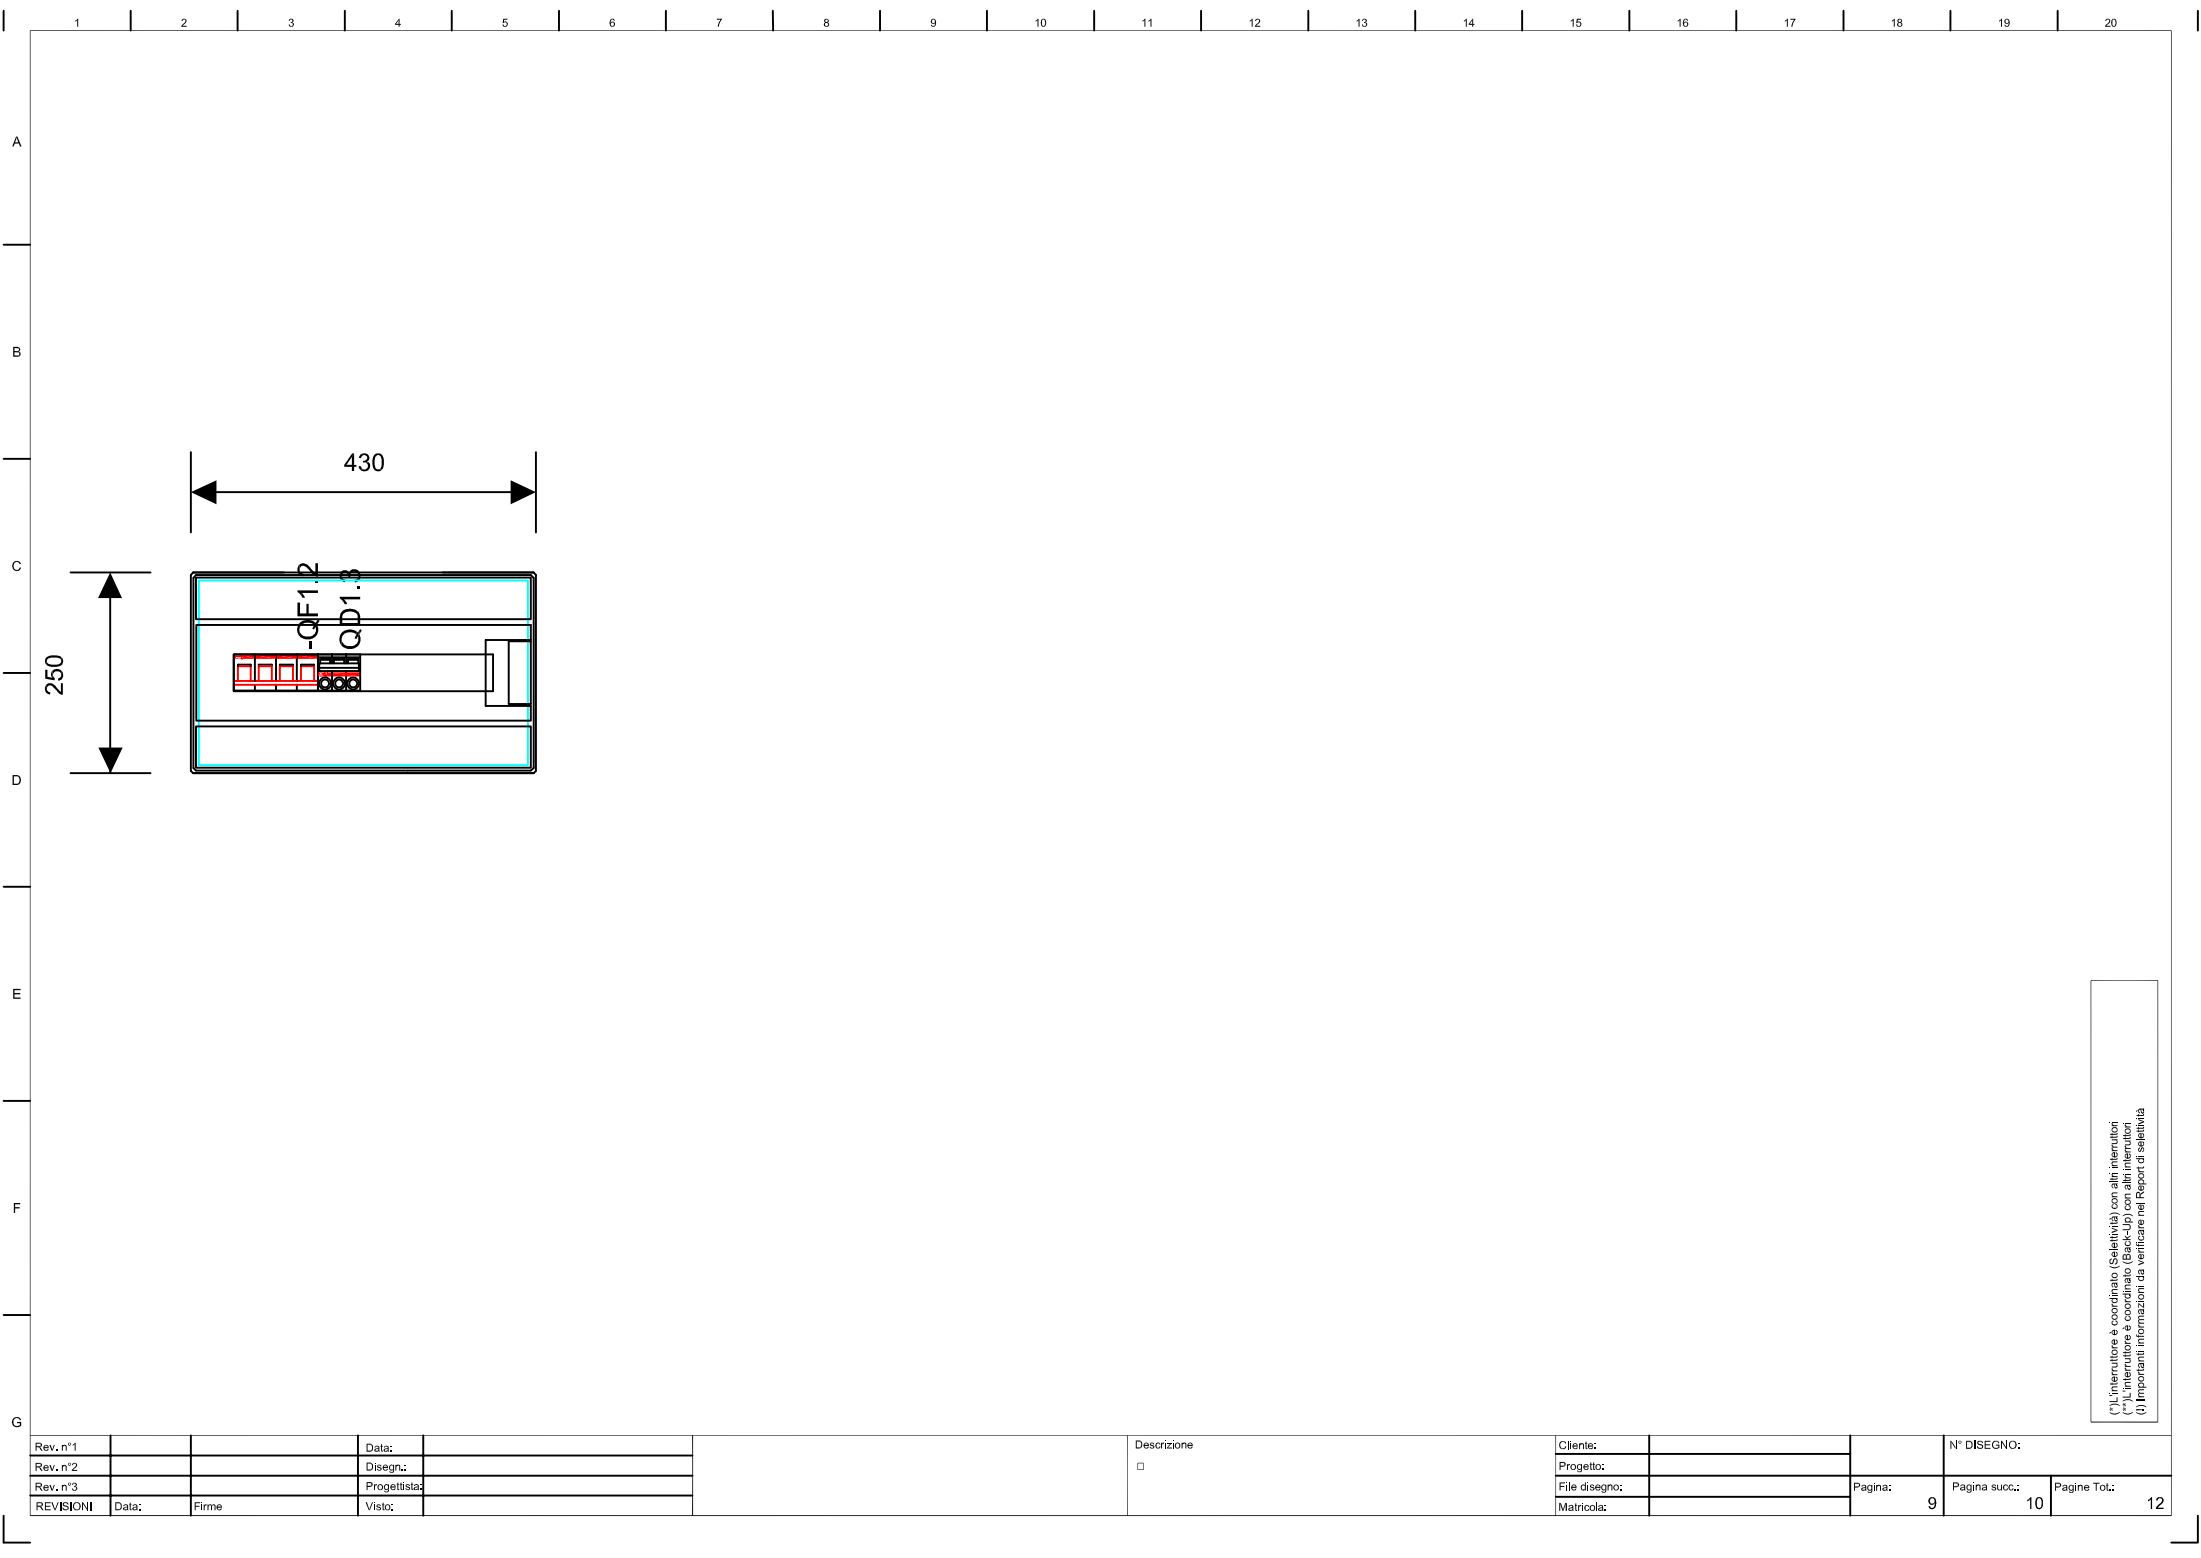 1 2 3 4 5 6 7 8 9 10 11 12 13 14 15 16 17 18 19 20
A
B
C
D
E
F
G
430
250
-QF1.2
-QD1.3
(*)L'interruttore è coordinato (Selettività) con altri interruttori
(**)L'interruttore è coordinato (Back-Up) con altri interruttori
(!) Importanti informazioni da verificare nel Report di selettività
Rev. n°1 Data:
Rev. n°2 Disegn.:
Rev. n°3 Progettista:
REVISIONI Data: Firme Visto:
Descrizione
Cliente:
Progetto:
File disegno:
Matricola:
N° DISEGNO:
Pagina: 9
Pagina succ.: 10
Pagine Tot.: 12